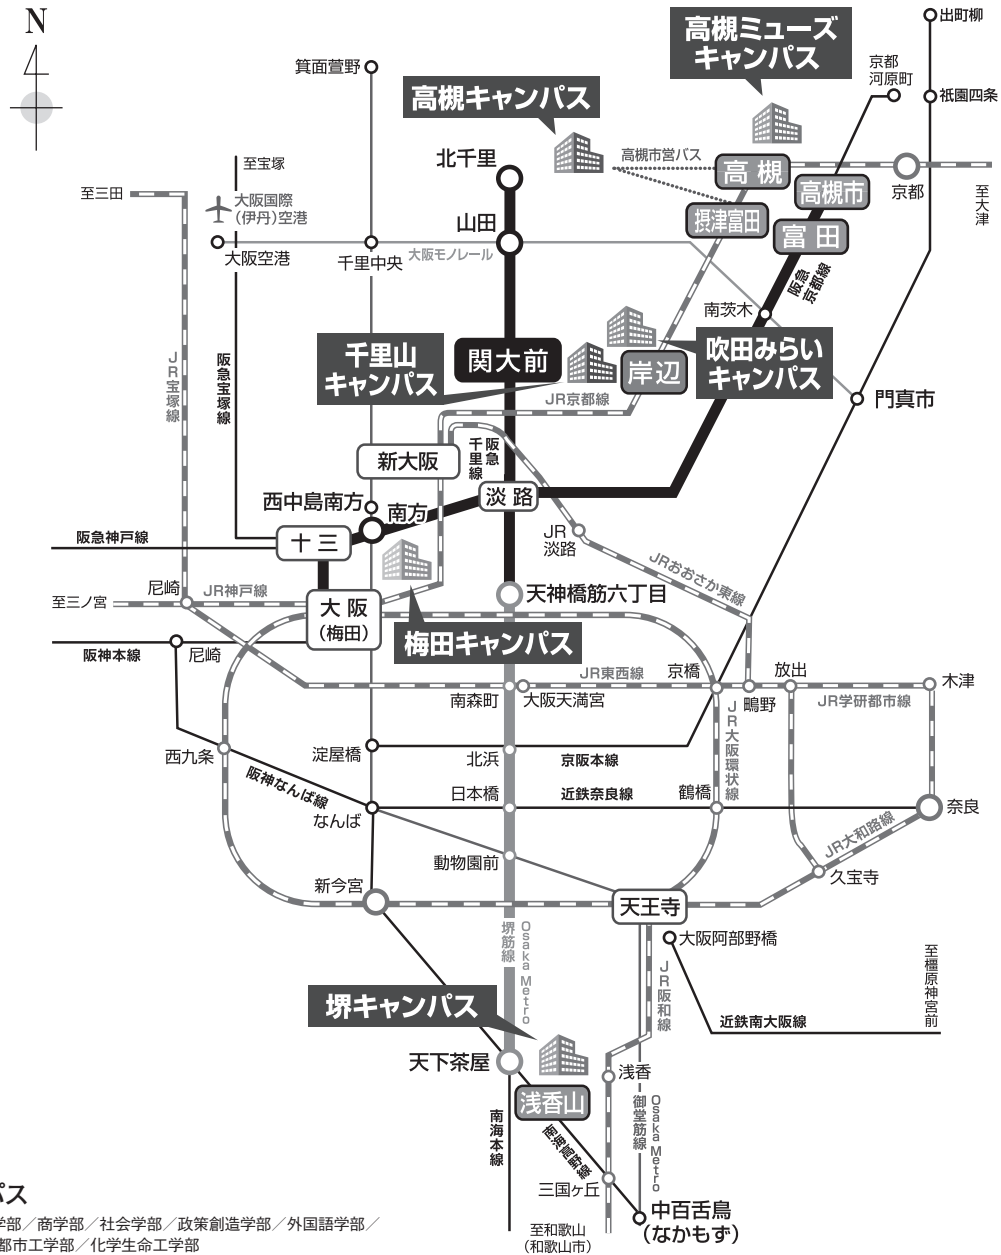 N
高槻ミューズ
キャンパス
出町柳
京都
河原町
祇園四条
箕面萱野
高槻キャンパス
北千里
高槻市営バス
高槻
高槻市
京都
至大津
至宝塚
至三田
大阪国際
(伊丹)空港
山田
摂津富田
富田
大阪空港
千里中央
大阪モノレール
阪急
京都線
南茨木
千里山
キャンパス
関大前
吹田みらい
キャンパス
岸辺
JR宝塚線
阪急宝塚線
JR京都線
門真市
新大阪
阪急
千里線
西中島南方
南方
淡路
阪急神戸線
十三
JR
淡路
JRおおさか東線
尼崎
JR神戸線
至三ノ宮
大阪
(梅田)
天神橋筋六丁目
梅田キャンパス
阪神本線
尼崎
JR東西線
京橋
放出
木津
南森町
大阪天満宮
鴫野
JR学研都市線
JR大阪環状線
西九条
淀屋橋
北浜
京阪本線
阪神なんば線
日本橋
近鉄奈良線
鶴橋
奈良
なんば
JR大和路線
動物園前
新今宮
久宝寺
天王寺
堺筋線
Osaka Metro
大阪阿部野橋
至橿原神宮前
JR阪和線
堺キャンパス
近鉄南大阪線
天下茶屋
浅香
浅香山
御堂筋線
Osaka Metro
南海本線
南海高野線
三国ヶ丘
中百舌鳥
(なかもず)
至和歌山
(和歌山市)
パス
学部／商学部／社会学部／政策創造学部／外国語学部／
都市工学部／化学生命工学部